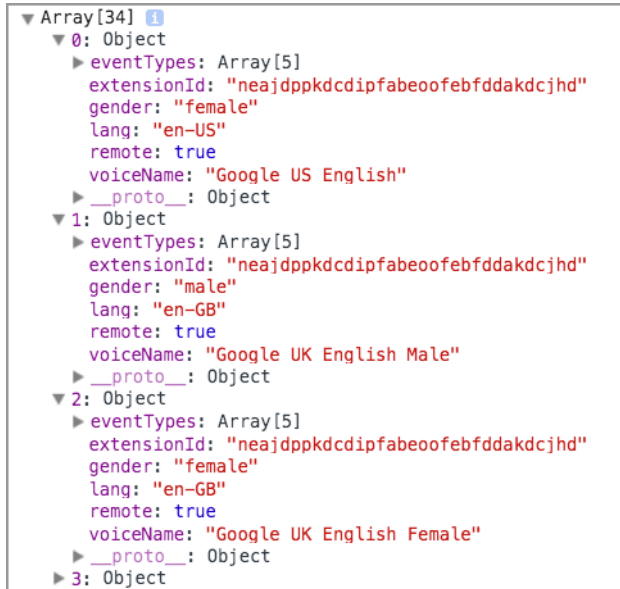 ▼ Array[34] i
▼ 0: Object
▶ eventTypes: Array[5]
extensionId: "neajdppkdcdipfabeoofebfddakdcjhd"
gender: "female"
lang: "en-US"
remote: true
voiceName: "Google US English"
▶ __proto__: Object
▼ 1: Object
▶ eventTypes: Array[5]
extensionId: "neajdppkdcdipfabeoofebfddakdcjhd"
gender: "male"
lang: "en-GB"
remote: true
voiceName: "Google UK English Male"
▶ __proto__: Object
▼ 2: Object
▶ eventTypes: Array[5]
extensionId: "neajdppkdcdipfabeoofebfddakdcjhd"
gender: "female"
lang: "en-GB"
remote: true
voiceName: "Google UK English Female"
▶ __proto__: Object
▶ 3: Object